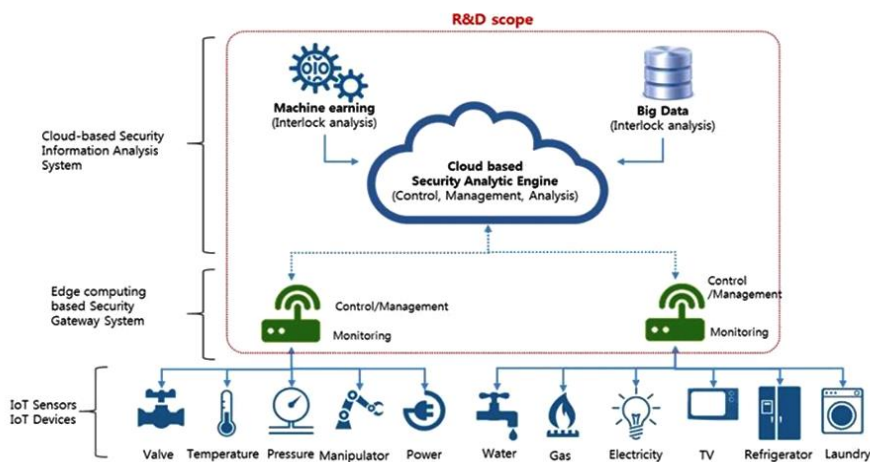 R&D scope
Machine earning
(Interlock analysis)
Big Data
(Interlock analysis)
Cloud-based Security
Information Analysis
System
Cloud based
Security Analytic Engine
(Control, Management, Analysis)
Edge computing
based Security
Gateway System
Control/Management
Monitoring
Control
/Management
Monitoring
IoT Sensors
IoT Devices
Valve Temperature Pressure Manipulator Power Water Gas Electricity TV Refrigerator Laundry